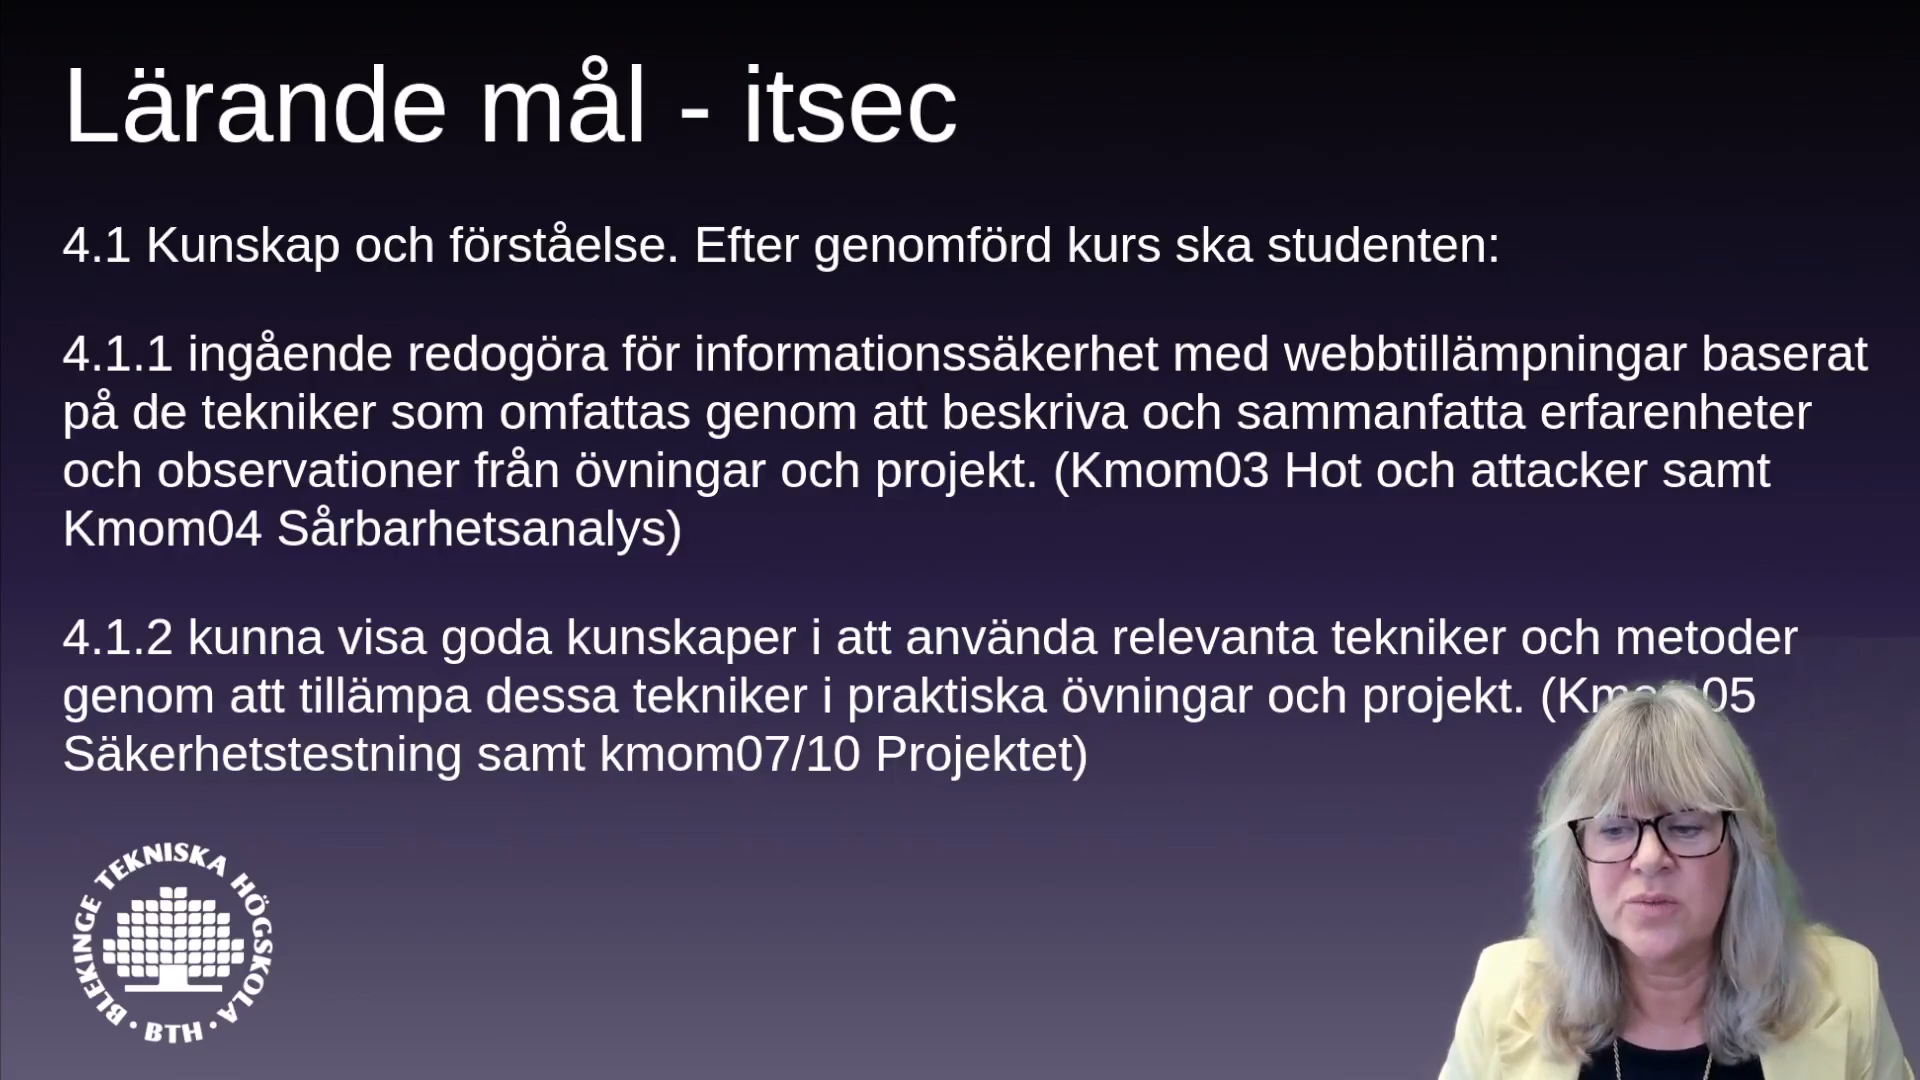 Lärande mål - itsec
4.1 Kunskap och förståelse. Efter genomförd kurs ska studenten:
4.1.1 ingående redogöra för informationssäkerhet med webbtillämpningar baserat
på de tekniker som omfattas genom att beskriva och sammanfatta erfarenheter
och observationer från övningar och projekt. (Kmom03 Hot och attacker samt
Kmom04 Sårbarhetsanalys)
4.1.2 kunna visa goda kunskaper i att använda relevanta tekniker och metoder
genom att tillämpa dessa tekniker i praktiska övningar och projekt. (Kmom05
Säkerhetstestning samt kmom07/10 Projektet)
BLEKINGE TEKNISKA HÖGSKOLA
· BTH ·